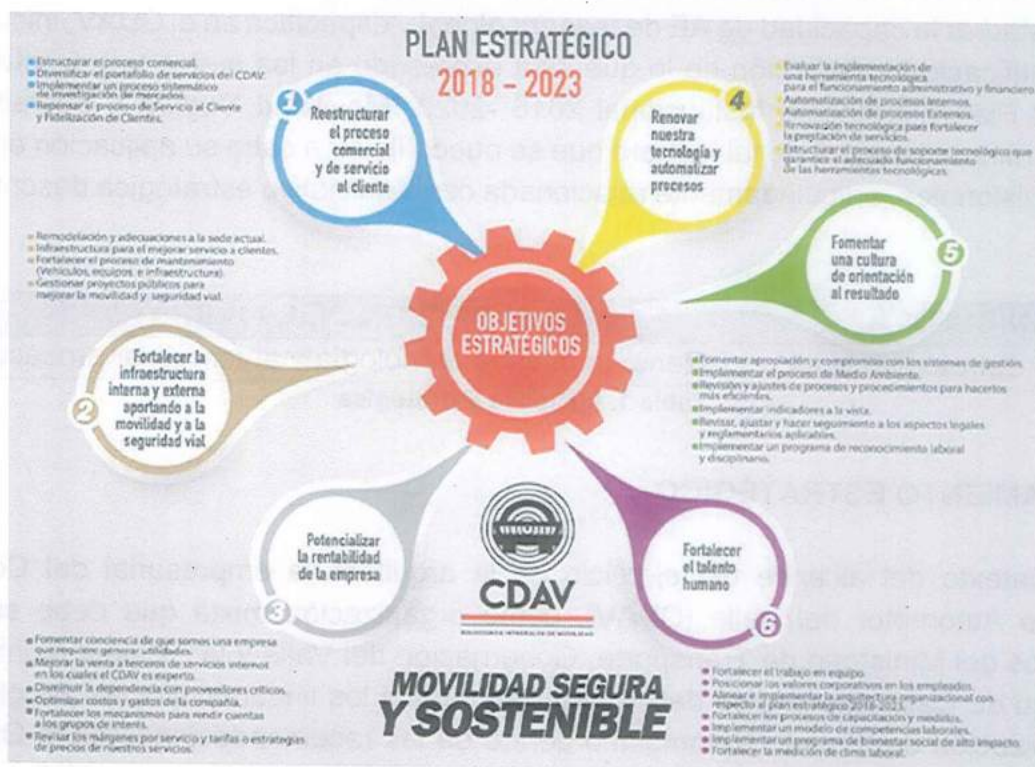 PLAN ESTRATÉGICO
2018 - 2023
Estructurar el proceso comercial.
Diversificar el portafolio de servicios del CDAV.
Implementar un proceso sistemático
de investigación de mercados.
Repensar el proceso de Servicio al Cliente
y Fidelización de Clientes.
1
Reestructurar
el proceso
comercial
y de servicio
al cliente
4
Renovar
nuestra
tecnología y
automatizar
procesos
Evaluar la implementación de
una herramienta tecnológica
para el funcionamiento administrativo y financiero
Automatización de procesos Internos.
Automatización de procesos Externos.
Renovación tecnológica para fortalecer
la prestación de servicios.
Estructurar el proceso de soporte tecnológico que
garantice el adecuado funcionamiento
de las herramientas tecnológicas.
Remodelación y adecuaciones a la sede actual.
Infraestructura para el mejorar servicio a clientes.
Fortalecer el proceso de mantenimiento
(Vehículos, equipos e infraestructura).
Gestionar proyectos públicos para
mejorar la movilidad y seguridad vial.
Fomentar
una cultura
de orientación
al resultado
5
OBJETIVOS
ESTRATÉGICOS
2
Fortalecer la
infraestructura
interna y externa
aportando a la
movilidad y a la
seguridad vial
Fomentar apropiación y compromiso con los sistemas de gestión.
Implementar el proceso de Medio Ambiente.
Revisión y ajustes de procesos y procedimientos para hacerlos
más eficientes.
Implementar indicadores a la vista.
Revisar, ajustar y hacer seguimiento a los aspectos legales
y reglamentarios aplicables.
Implementar un programa de reconocimiento laboral
y disciplinario.
Potencializar
la rentabilidad
de la empresa
3
CDAV
Fortalecer
el talento
humano
6
Fomentar conciencia de que somos una empresa
que requiere generar utilidades.
Mejorar la venta a terceros de servicios internos
en los cuales el CDAV es experto.
Disminuir la dependencia con proveedores críticos.
Optimizar costos y gastos de la compañía.
Fortalecer los mecanismos para rendir cuentas
a los grupos de interés.
Revisar los márgenes por servicio y tarifas o estrategias
de precios de nuestros servicios.
MOVILIDAD SEGURA
Y SOSTENIBLE
Fortalecer el trabajo en equipo.
Posicionar los valores corporativos en los empleados.
Alinear e implementar la arquitectura organizacional con
respecto al plan estratégico 2018-2023.
Fortalecer los procesos de capacitación y medirlos.
Implementar un modelo de competencias laborales.
Implementar un programa de bienestar social de alto impacto
Fortalecer la medición de clima laboral.